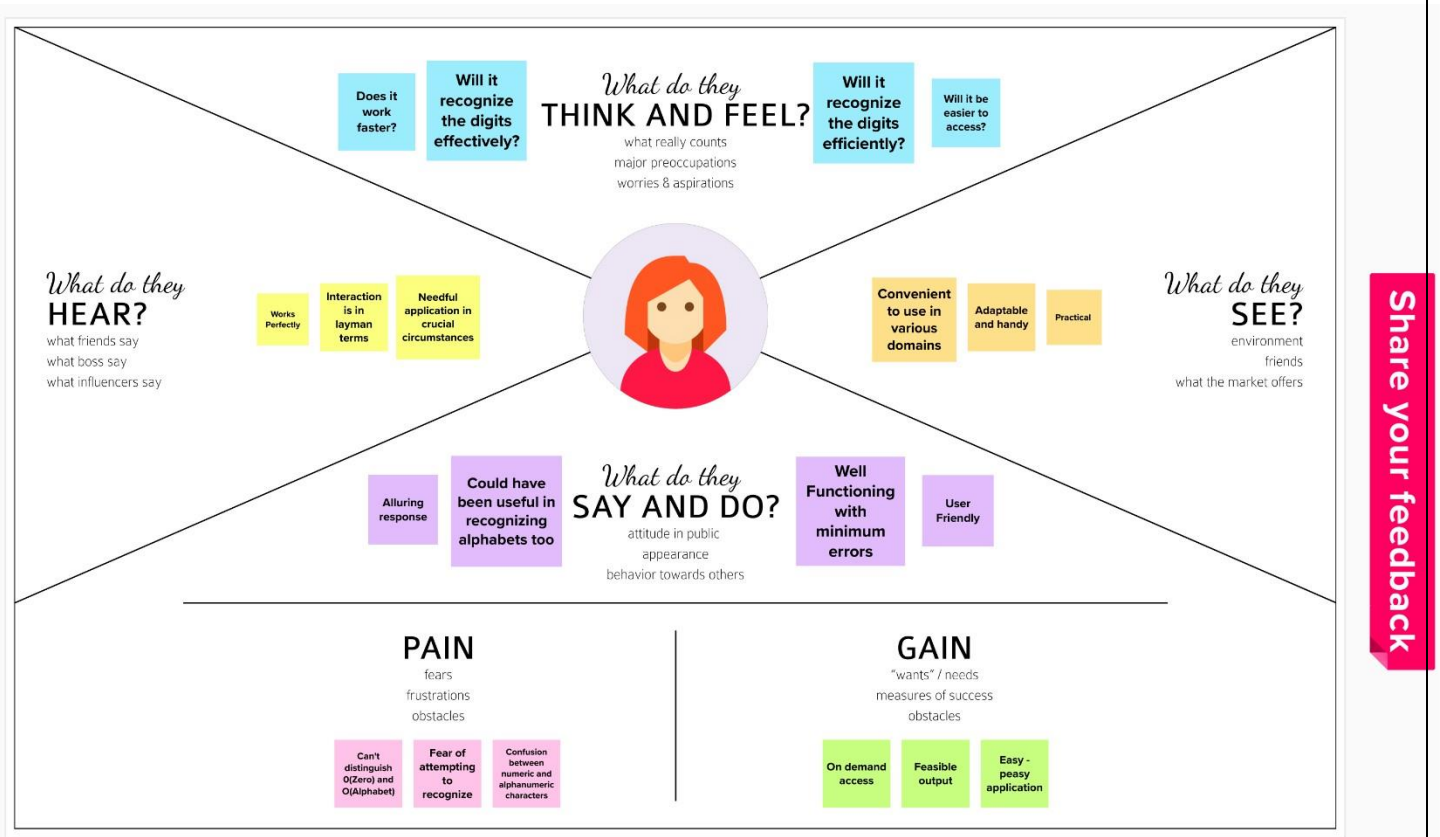 Does it
work
faster?
Will it
recognize
the digits
effectively?
What do they
THINK AND FEEL?
what really counts
major preoccupations
worries & aspirations
Will it
recognize
the digits
efficiently?
Will it be
easier to
access?
What do they
HEAR?
what friends say
what boss say
what influencers say
Works
Perfectly
Interaction
is in
layman
terms
Needful
application in
crucial
circumstances
Convenient
to use in
various
domains
Adaptable
and handy
Practical
What do they
SEE?
environment
friends
what the market offers
Alluring
response
Could have
been useful in
recognizing
alphabets too
What do they
SAY AND DO?
attitude in public
appearance
behavior towards others
Well
Functioning
with
minimum
errors
User
Friendly
PAIN
fears
frustrations
obstacles
Can't
distinguish
0(Zero) and
O(Alphabet)
Fear of
attempting
to
recognize
Confusion
between
numeric and
alphanumeric
characters
GAIN
"wants" / needs
measures of success
obstacles
On demand
access
Feasible
output
Easy -
peasy
application
Share your feedback